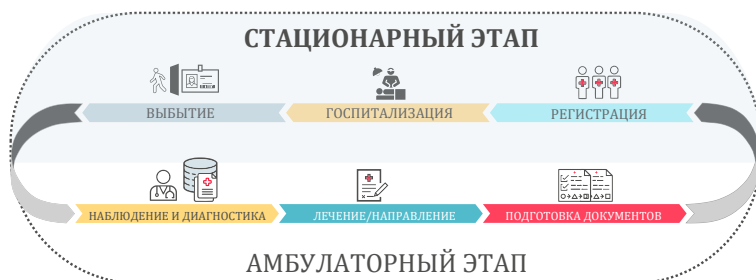 СТАЦИОНАРНЫЙ ЭТАП
ВЫБЫТИЕ
ГОСПИТАЛИЗАЦИЯ
РЕГИСТРАЦИЯ
НАБЛЮДЕНИЕ И ДИАГНОСТИКА
ЛЕЧЕНИЕ/НАПРАВЛЕНИЕ
ПОДГОТОВКА ДОКУМЕНТОВ
АМБУЛАТОРНЫЙ ЭТАП